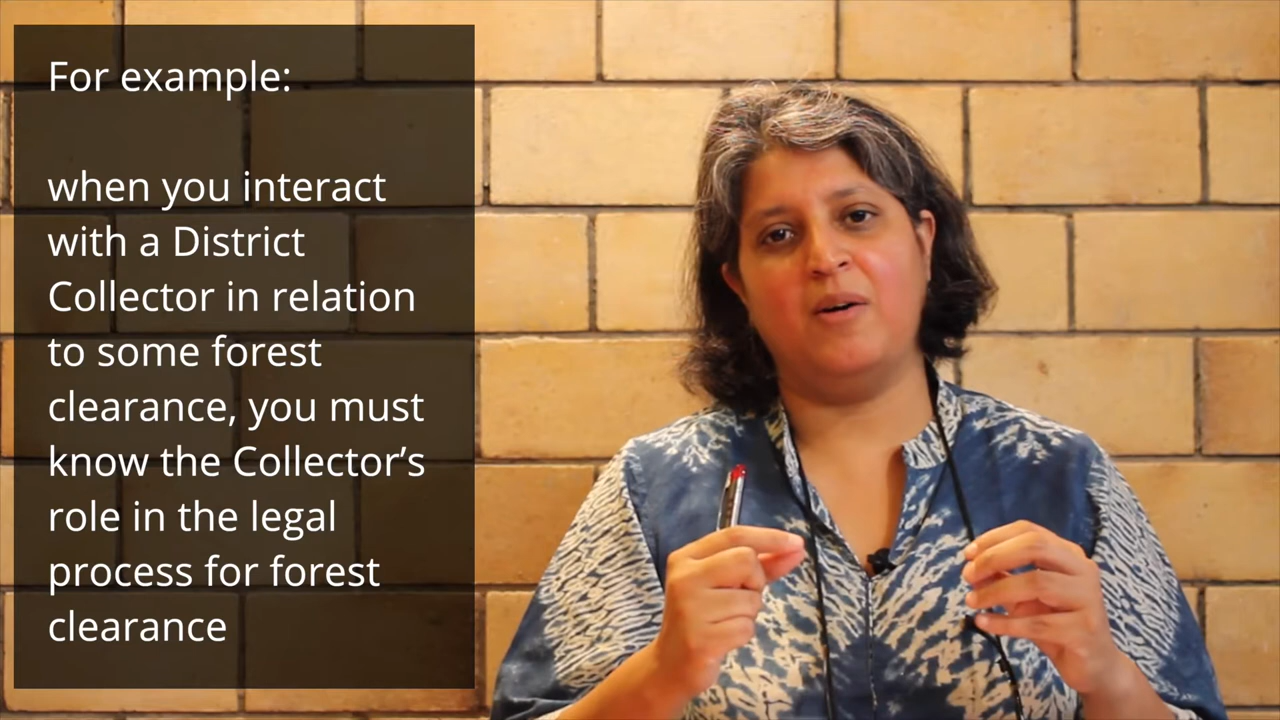 For example:
when you interact
with a District
Collector in relation
to some forest
clearance, you must
know the Collector’s
role in the legal
process for forest
clearance